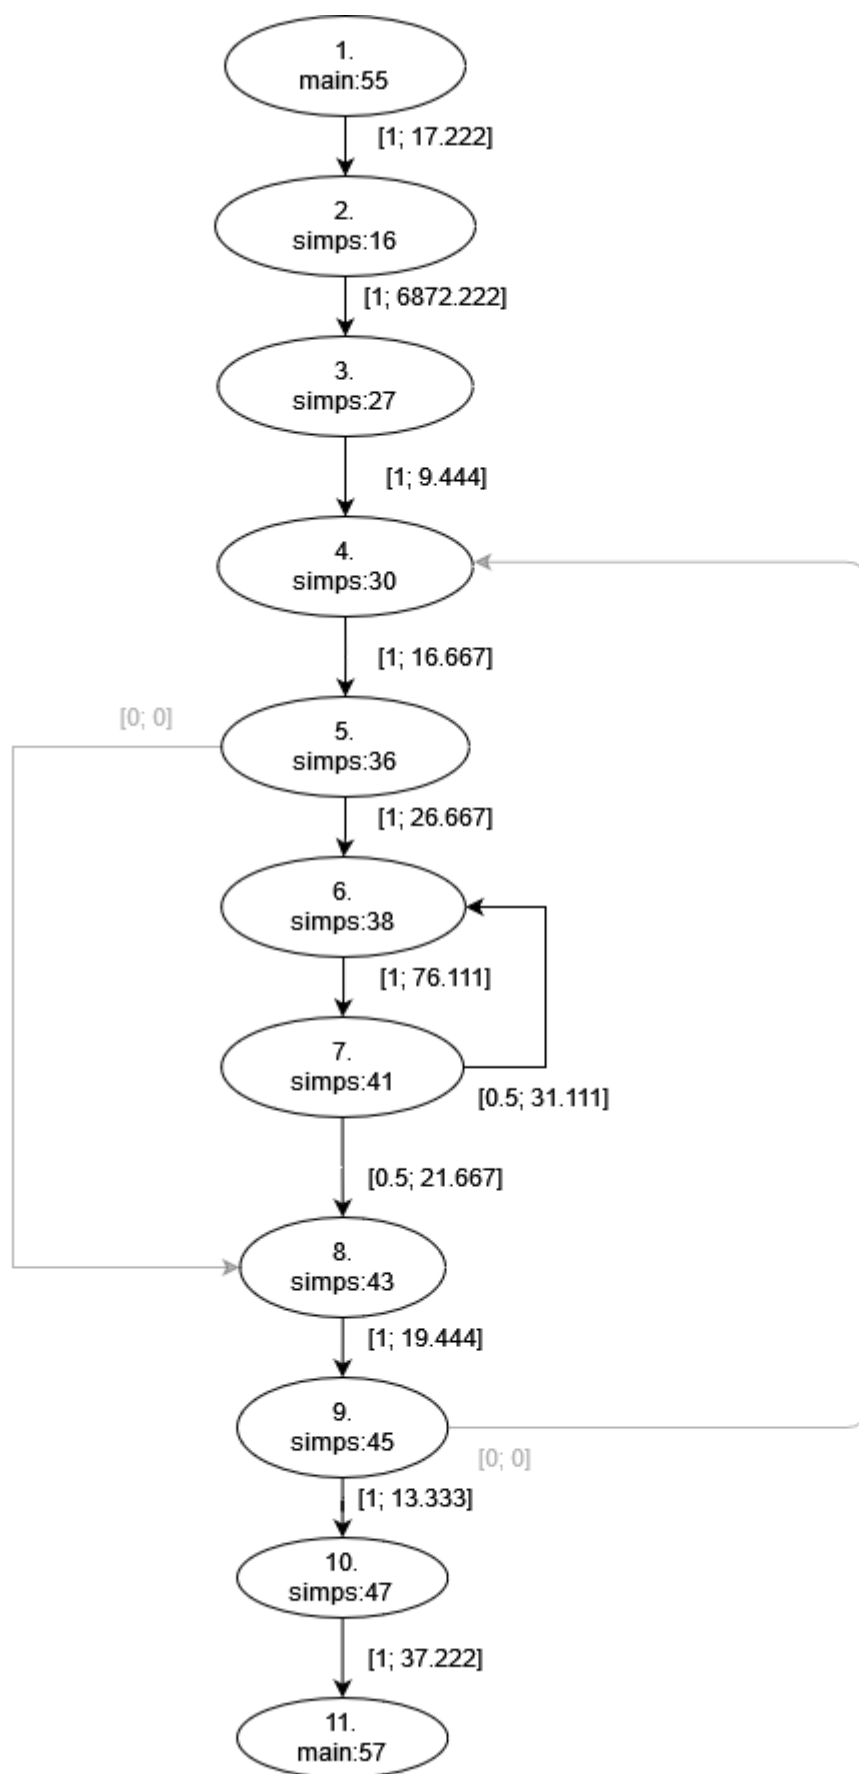 1.
main:55
[1; 17.222]
2.
simps:16
[1; 6872.222]
3.
simps:27
[1; 9.444]
4.
simps:30
[1; 16.667]
[0; 0]
5.
simps:36
[1; 26.667]
6.
simps:38
[1; 76.111]
7.
simps:41
[0.5; 31.111]
[0.5; 21.667]
8.
simps:43
[1; 19.444]
9.
simps:45
[0; 0]
[1; 13.333]
10.
simps:47
[1; 37.222]
11.
main:57